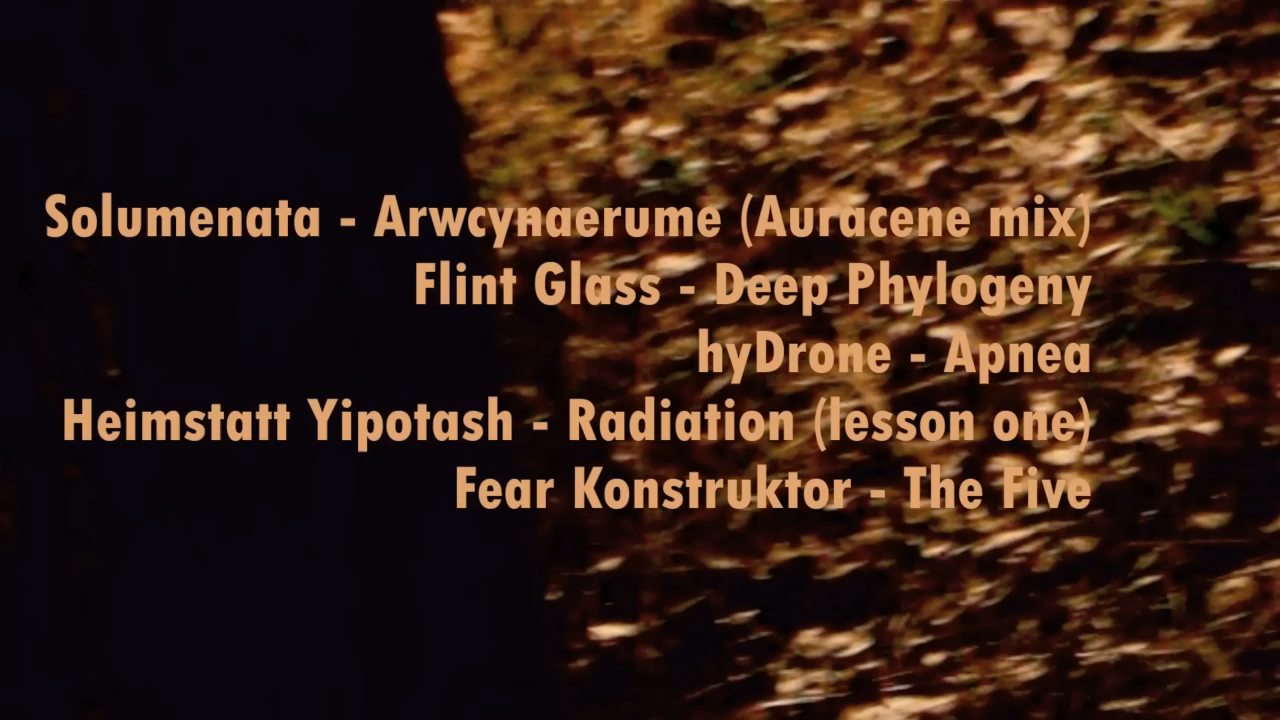 Solumenata - Arwcynaerume (Auracene mix)
Flint Glass - Deep Phylogeny
hyDrone - Apnea
Heimstatt Yipotash - Radiation (lesson one)
Fear Konstruktor - The Five